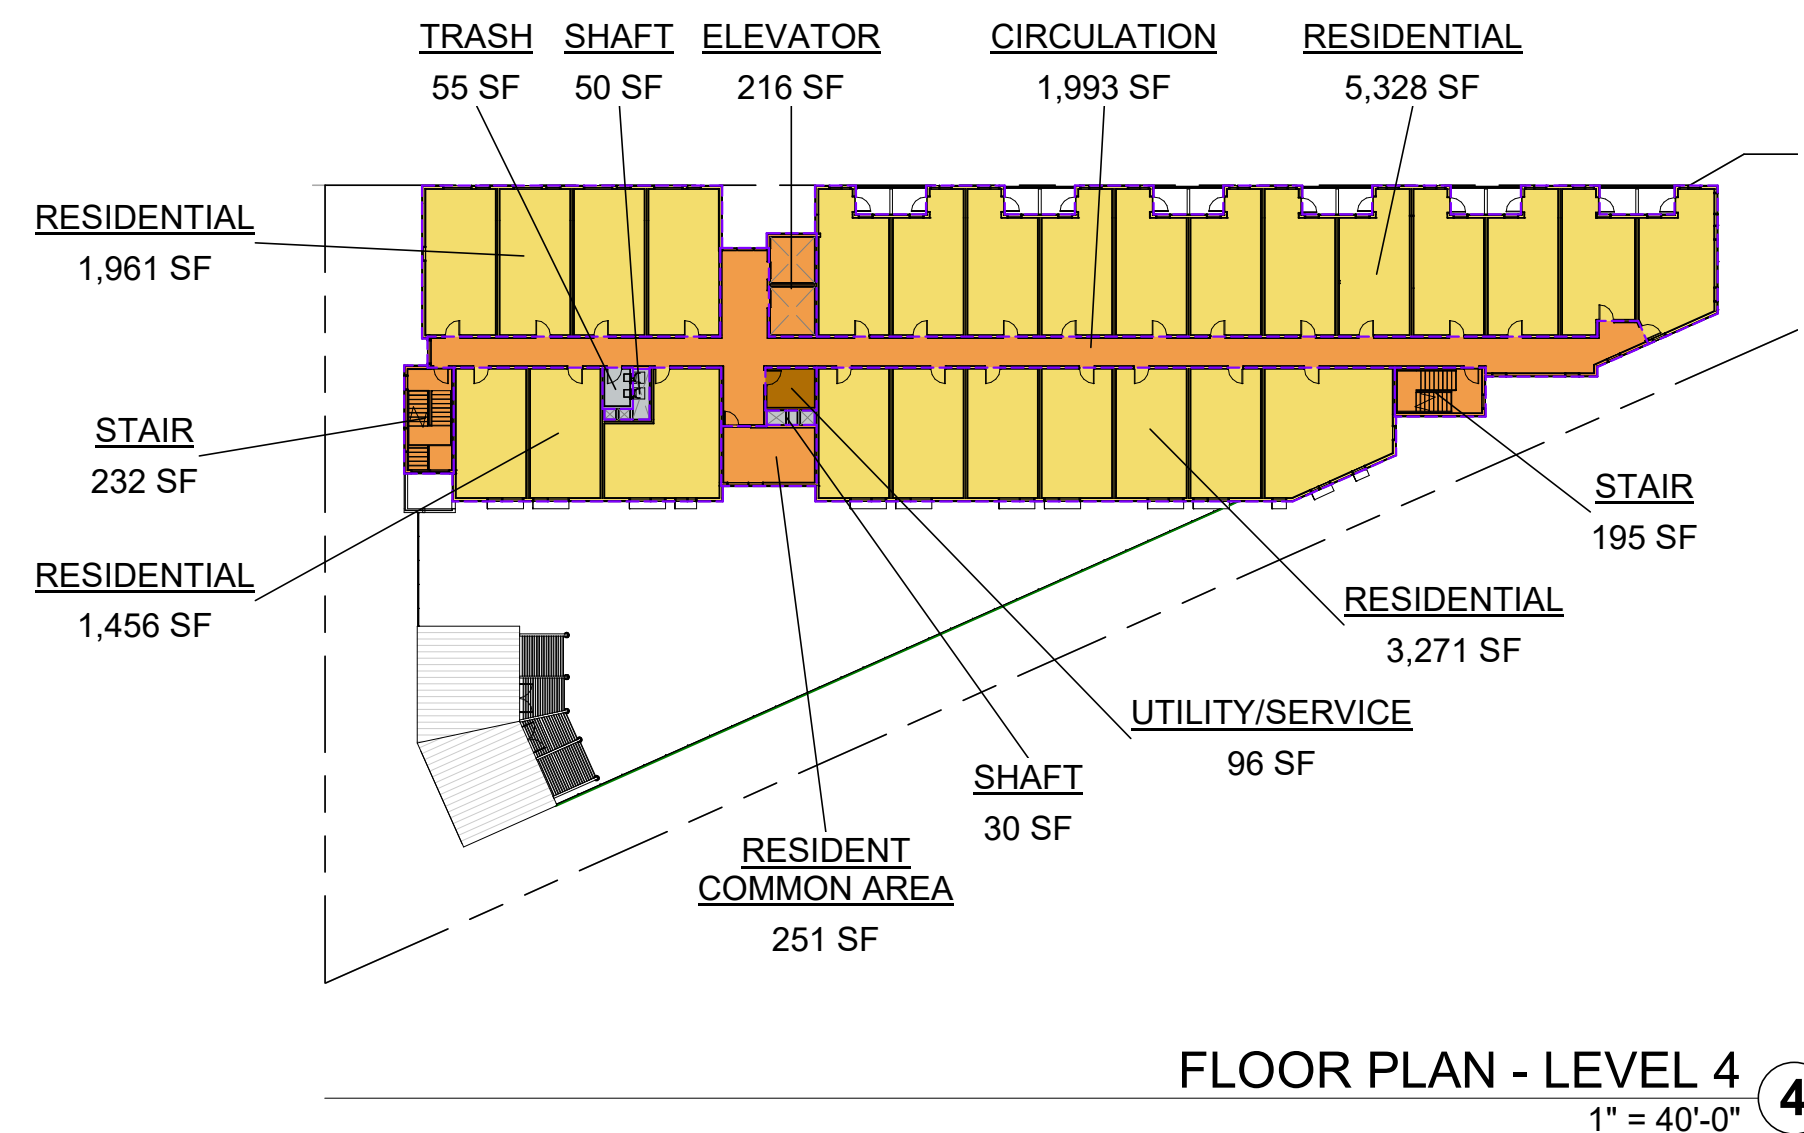 TRASH
55 SF
SHAFT
50 SF
ELEVATOR
216 SF
CIRCULATION
1,993 SF
RESIDENTIAL
5,328 SF
RESIDENTIAL
1,961 SF
STAIR
232 SF
RESIDENTIAL
1,456 SF
STAIR
195 SF
RESIDENTIAL
3,271 SF
UTILITY/SERVICE
96 SF
SHAFT
30 SF
RESIDENT
COMMON AREA
251 SF
FLOOR PLAN - LEVEL 4
4
1" = 40'-0"